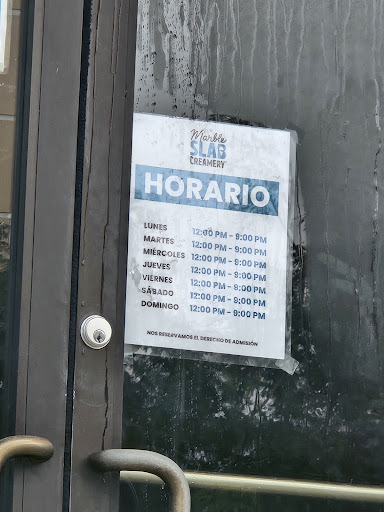 Marble
SLAB
CREAMERY
HORARIO
LUNES 12:00 PM - 9:00 PM
MARTES 12:00 PM - 9:00 PM
MIÉRCOLES 12:00 PM - 9:00 PM
JUEVES 12:00 PM - 9:00 PM
VIERNES 12:00 PM - 9:00 PM
SÁBADO 12:00 PM - 9:00 PM
DOMINGO 12:00 PM - 9:00 PM
NOS RESERVAMOS EL DERECHO DE ADMISIÓN